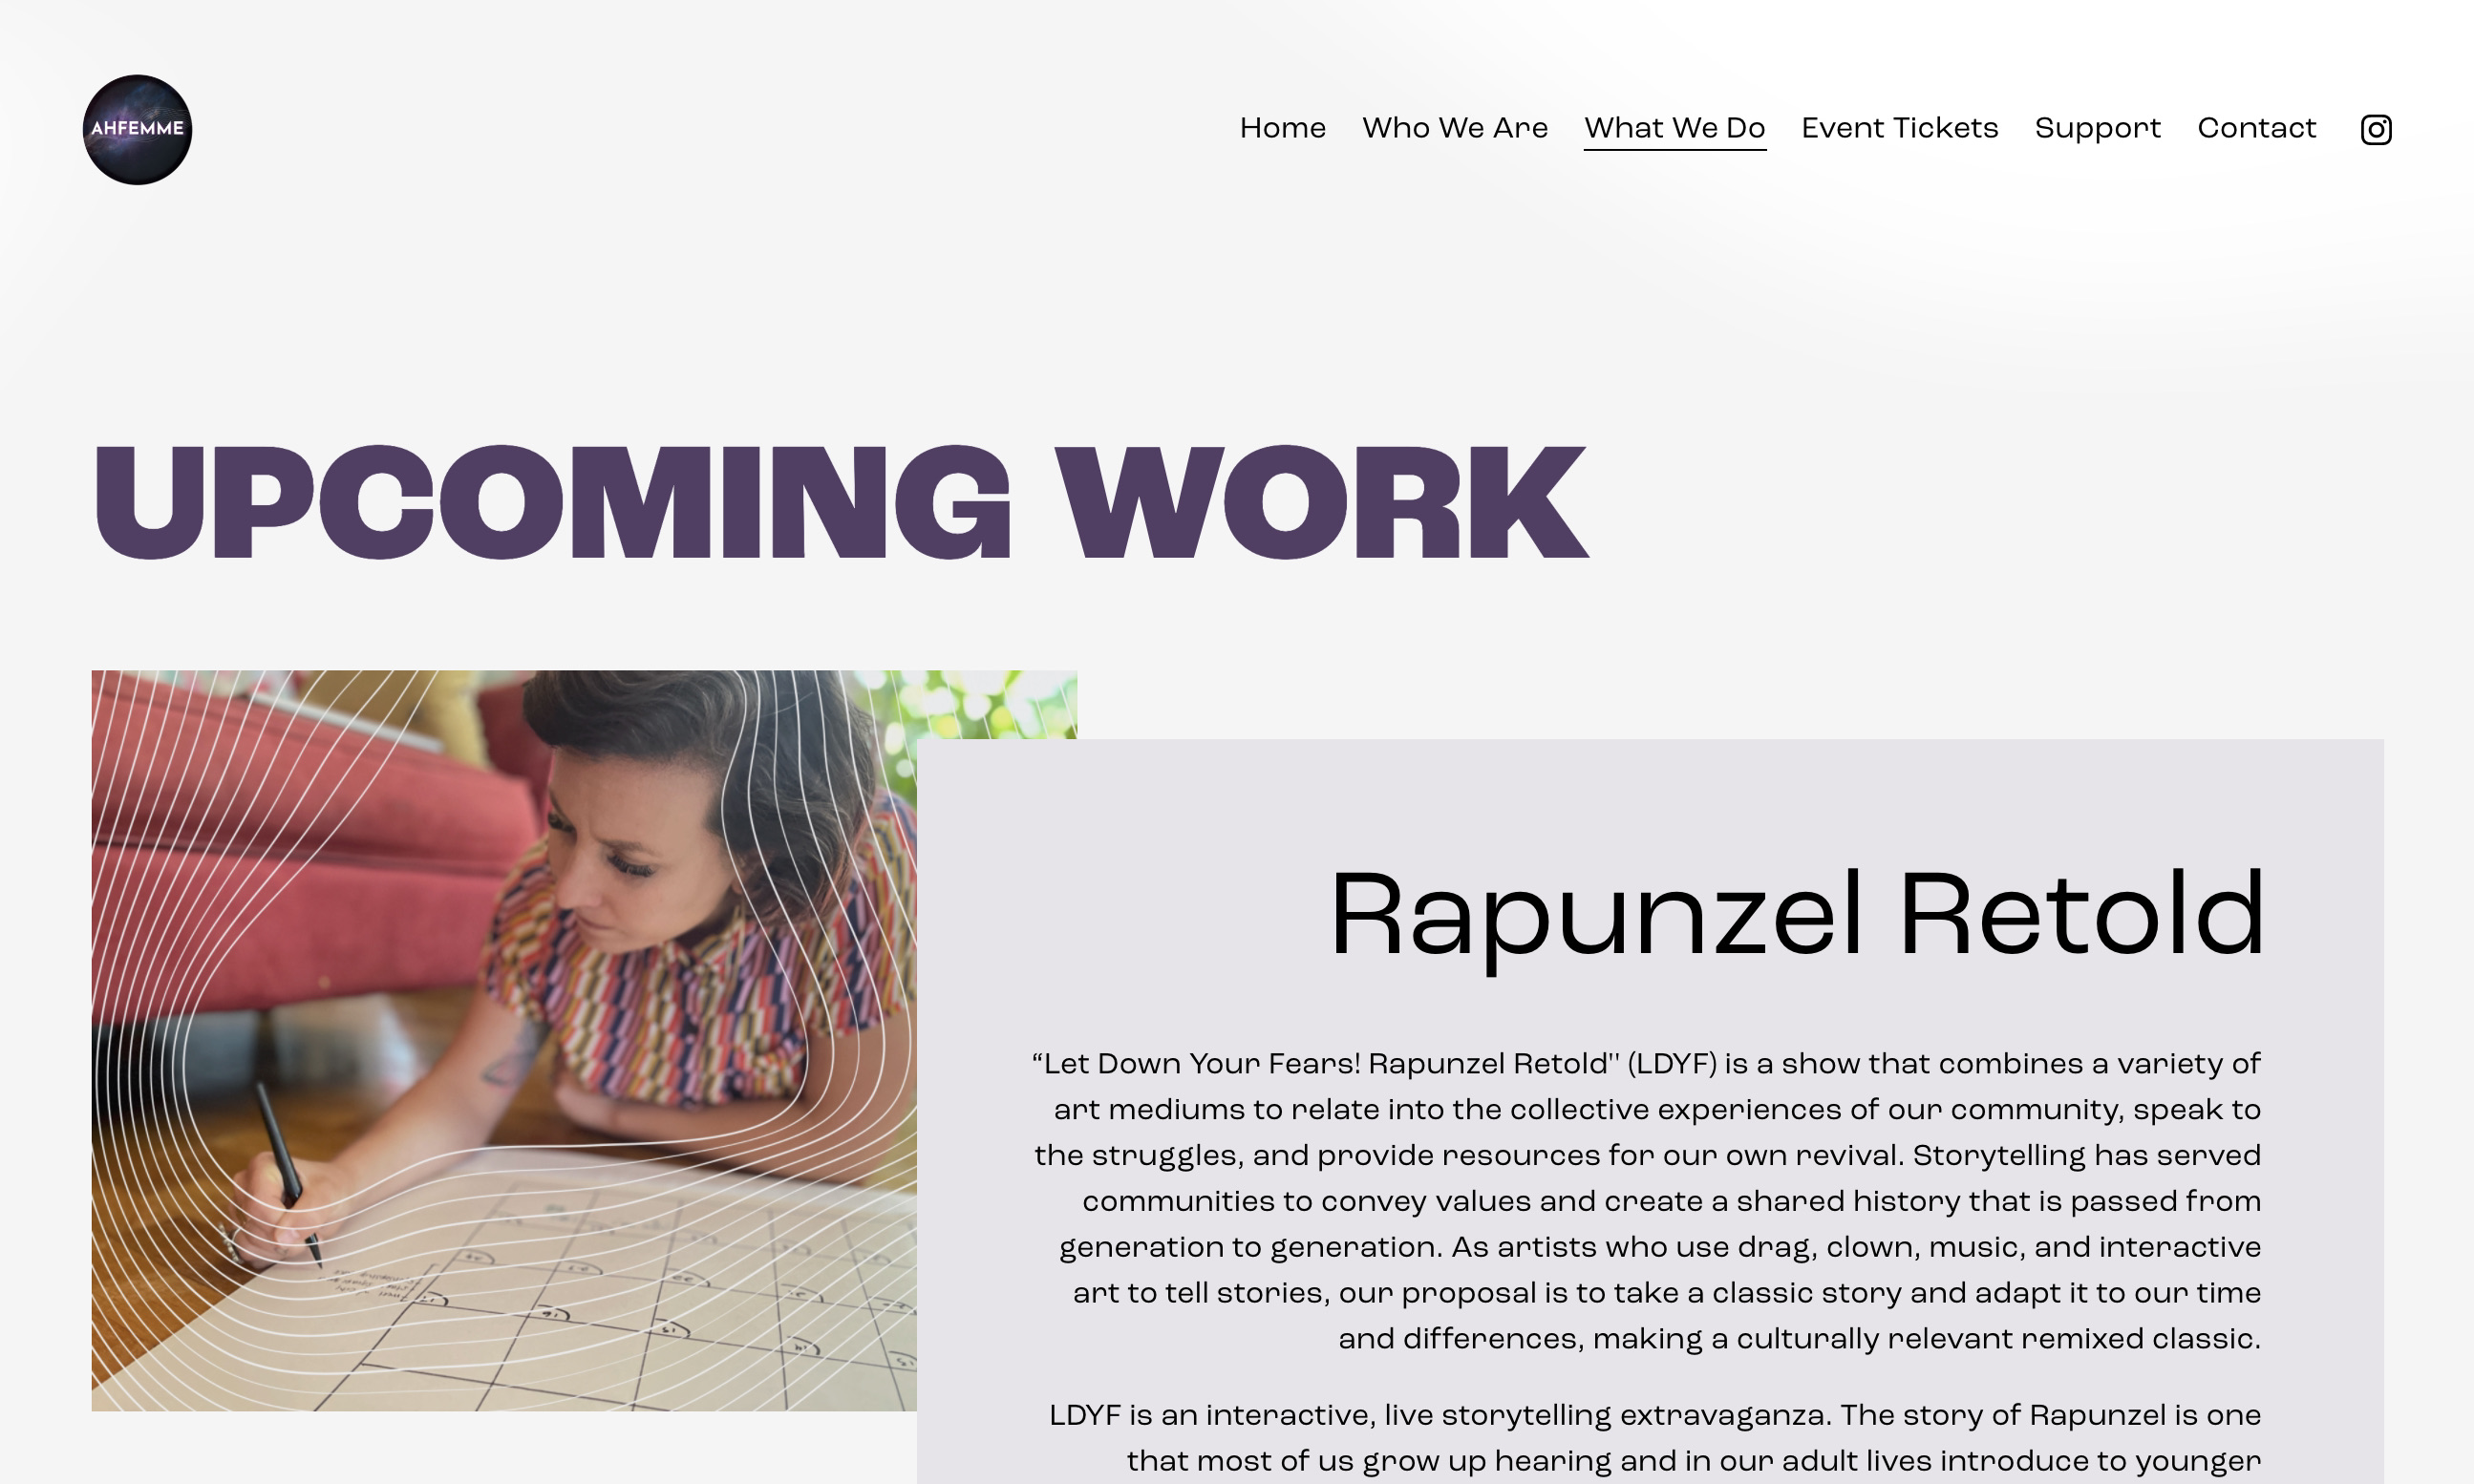 AHFEMME
Home Who We Are What We Do Event Tickets Support Contact
UPCOMING WORK
Rapunzel Retold
“Let Down Your Fears! Rapunzel Retold" (LDYF) is a show that combines a variety of
art mediums to relate into the collective experiences of our community, speak to
the struggles, and provide resources for our own revival. Storytelling has served
communities to convey values and create a shared history that is passed from
generation to generation. As artists who use drag, clown, music, and interactive
art to tell stories, our proposal is to take a classic story and adapt it to our time
and differences, making a culturally relevant remixed classic.
LDYF is an interactive, live storytelling extravaganza. The story of Rapunzel is one
that most of us grow up hearing and in our adult lives introduce to younger